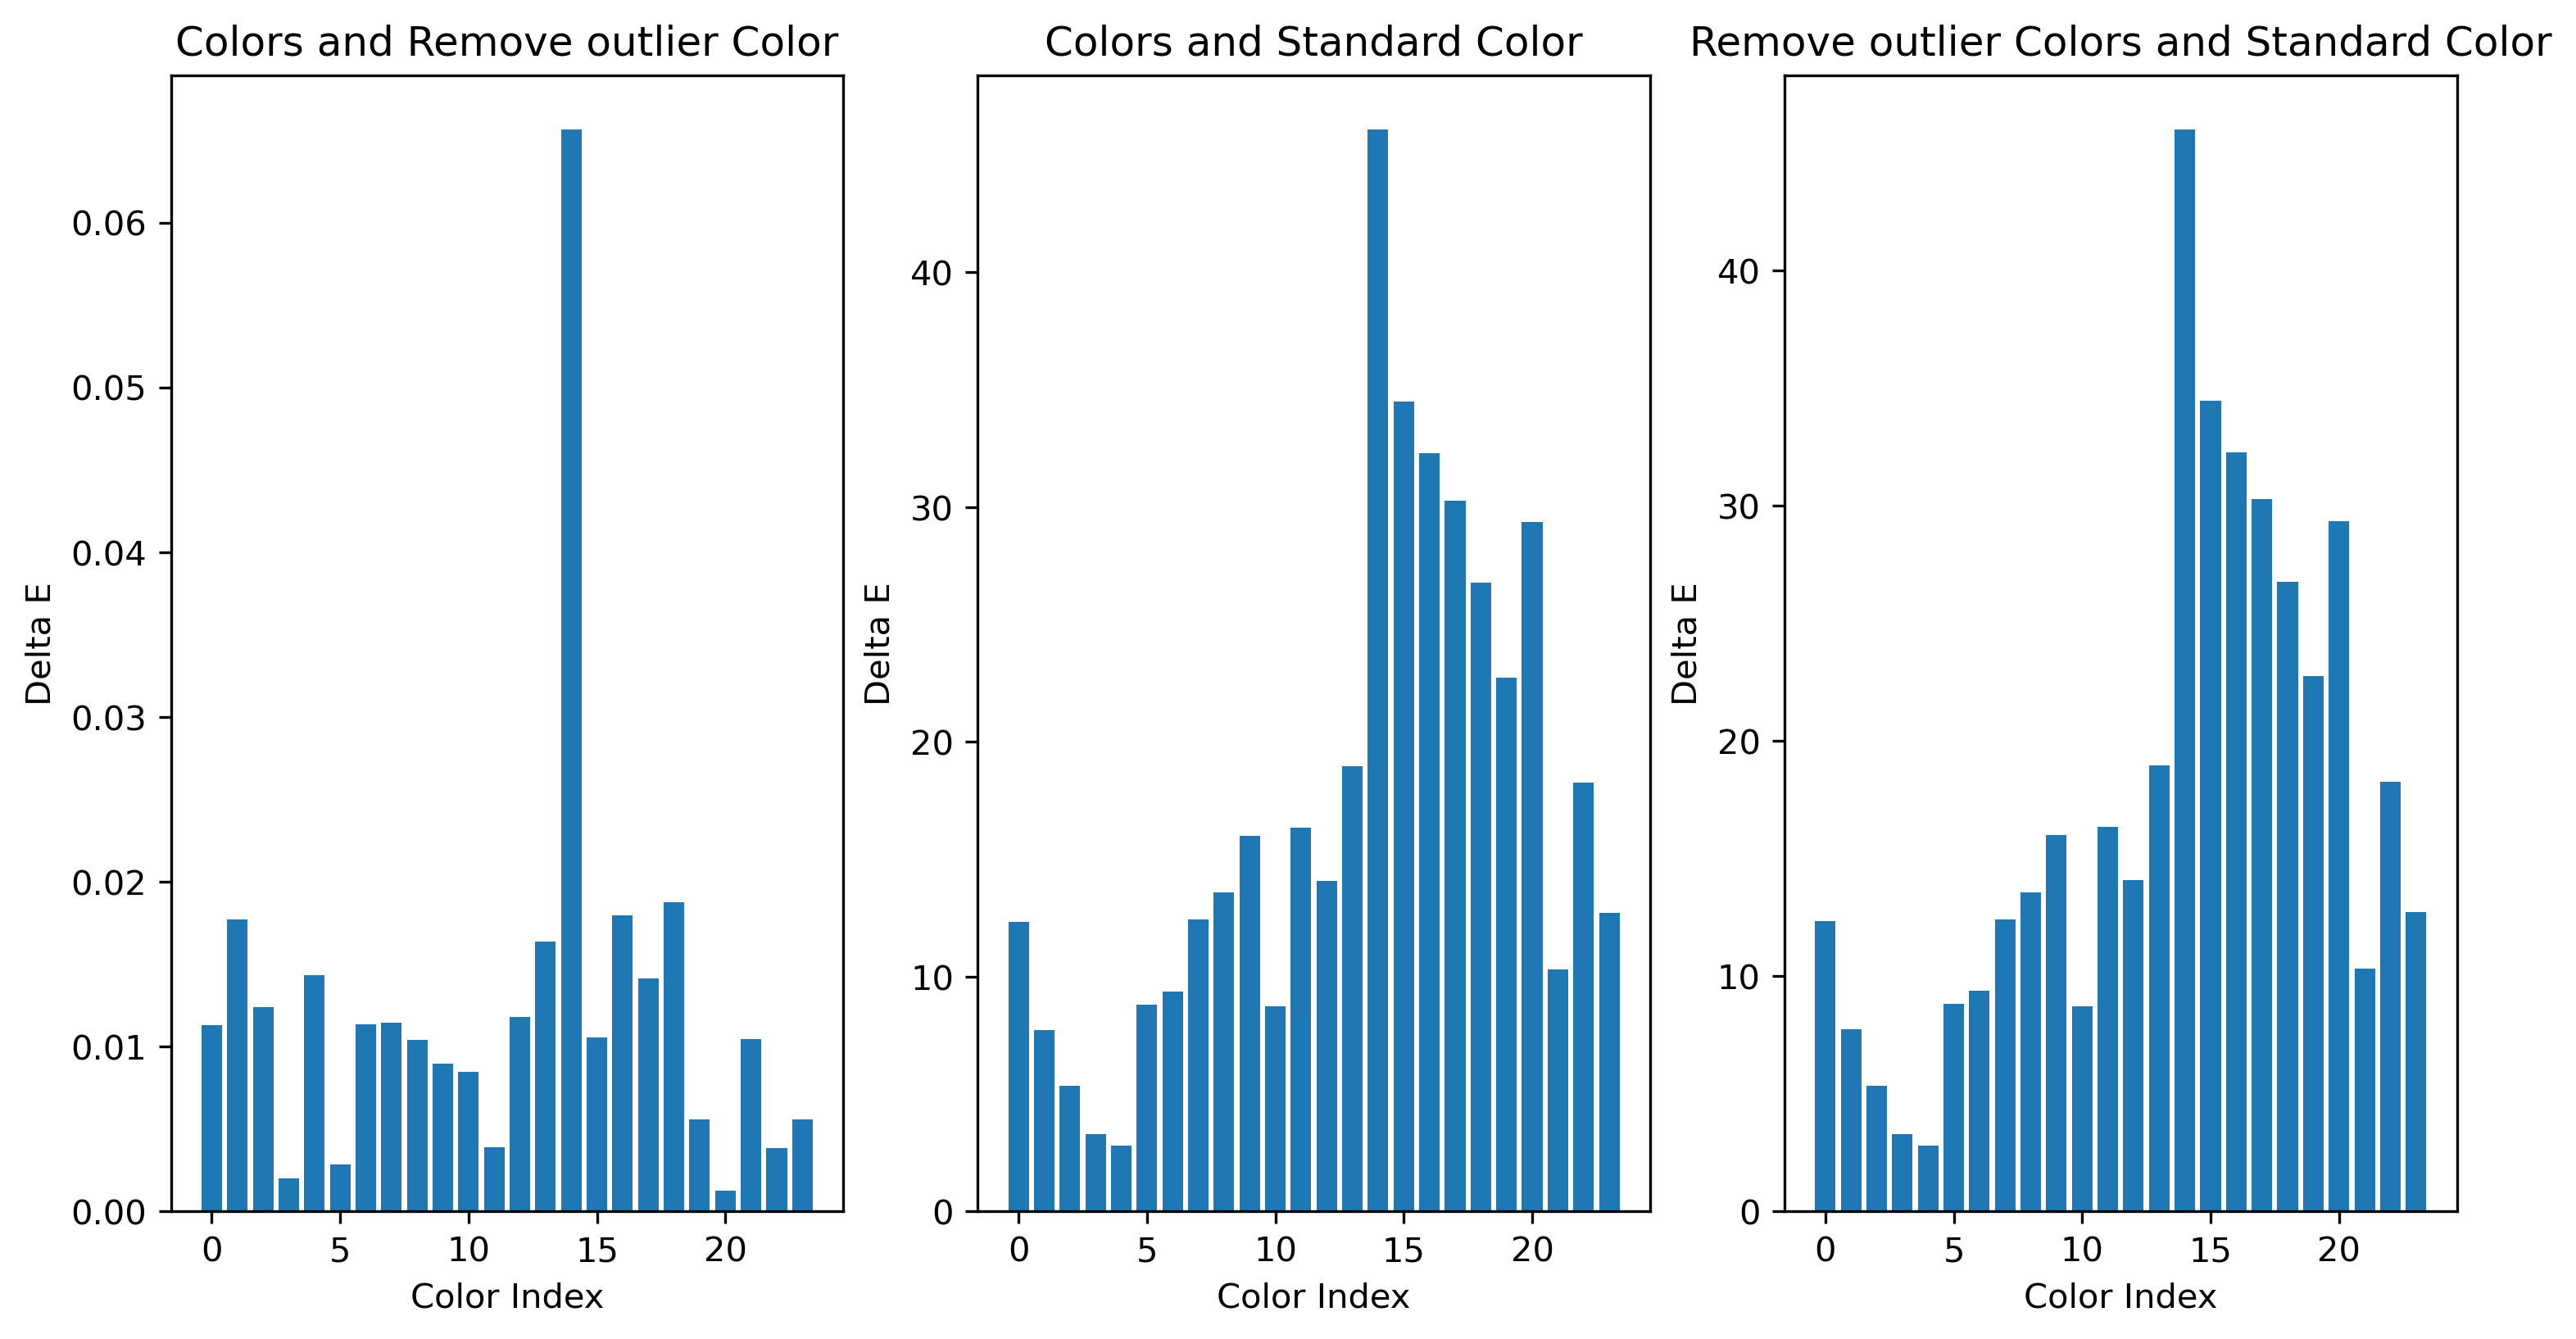 Colors and Remove outlier Color
Delta E
0.06
0.05
0.04
0.03
0.02
0.01
0.00
0 5 10 15 20
Color Index
Colors and Standard Color
Delta E
40
30
20
10
0
0 5 10 15 20
Color Index
Remove outlier Colors and Standard Color
Delta E
40
30
20
10
0
0 5 10 15 20
Color Index